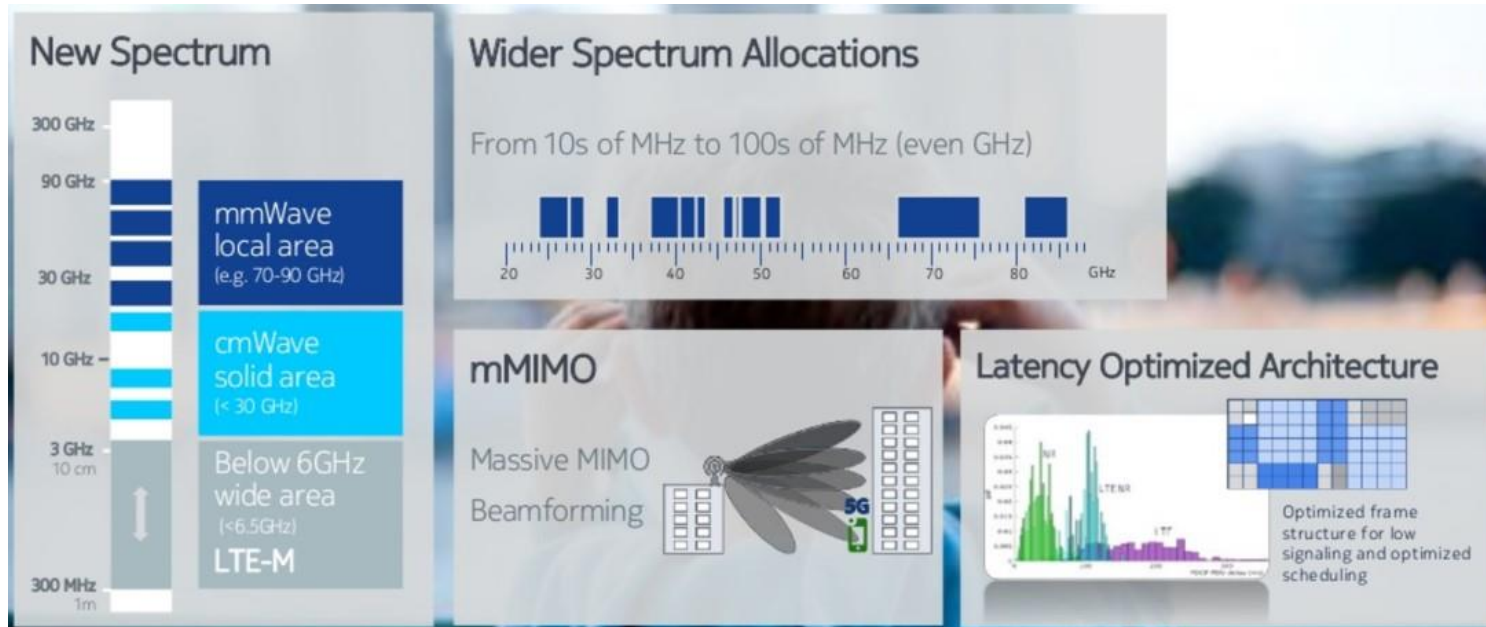 New Spectrum
300 GHz
90 GHz
30 GHz
10 GHz
3 GHz
10 cm
300 MHz
1m
mmWave
local area
(e.g. 70-90 GHz)
cmWave
solid area
(< 30 GHz)
Below 6GHz
wide area
(<6.5GHz)
LTE-M
Wider Spectrum Allocations
From 10s of MHz to 100s of MHz (even GHz)
20 30 40 50 60 70 80 GHz
mMIMO
Massive MIMO
Beamforming
5G
Latency Optimized Architecture
NR
LTE NR
LTE
Optimized frame
structure for low
signaling and optimized
scheduling